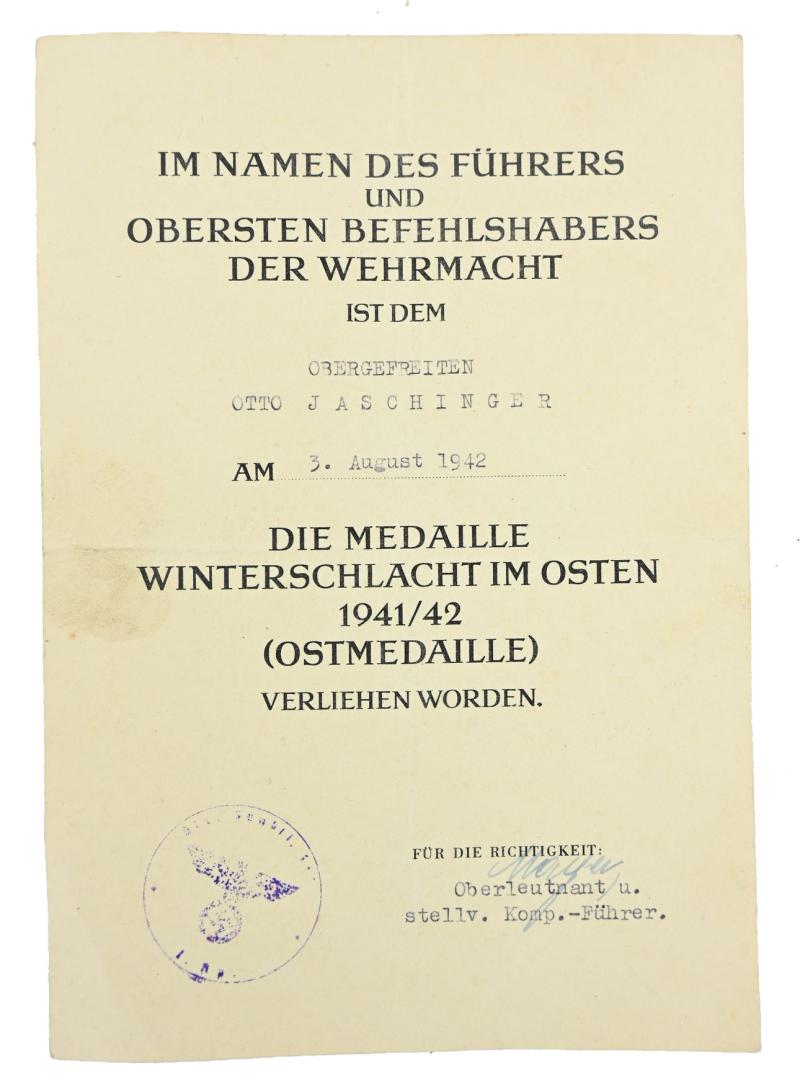 IM NAMEN DES FÜHRERS
UND
OBERSTEN BEFEHLSHABERS
DER WEHRMACHT
IST DEM
OBERGEFREITEN
OTTO J A S C H I N G E R
AM 3. August 1942
DIE MEDAILLE
WINTERSCHLACHT IM OSTEN
1941/42
(OSTMEDAILLE)
VERLIEHEN WORDEN.
FÜR DIE RICHTIGKEIT:
Oberleutnant u.
stellv. Komp.-Führer.